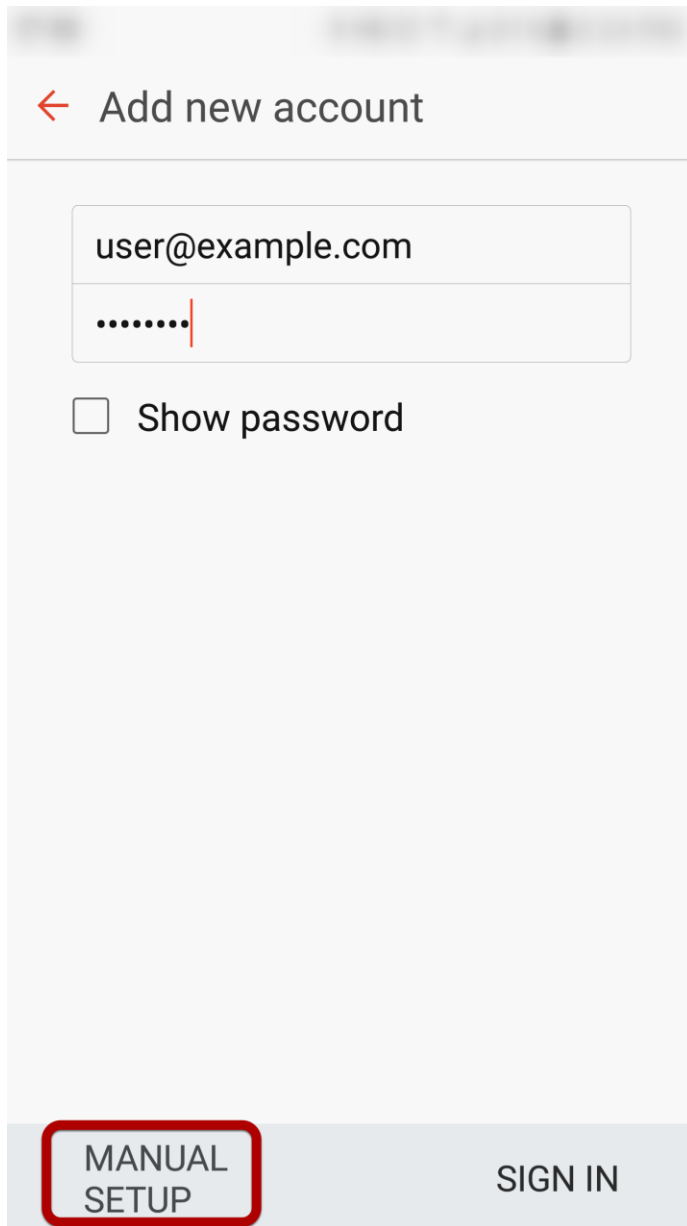 Add new account
user@example.com
••••••••
Show password
MANUAL
SETUP
SIGN IN